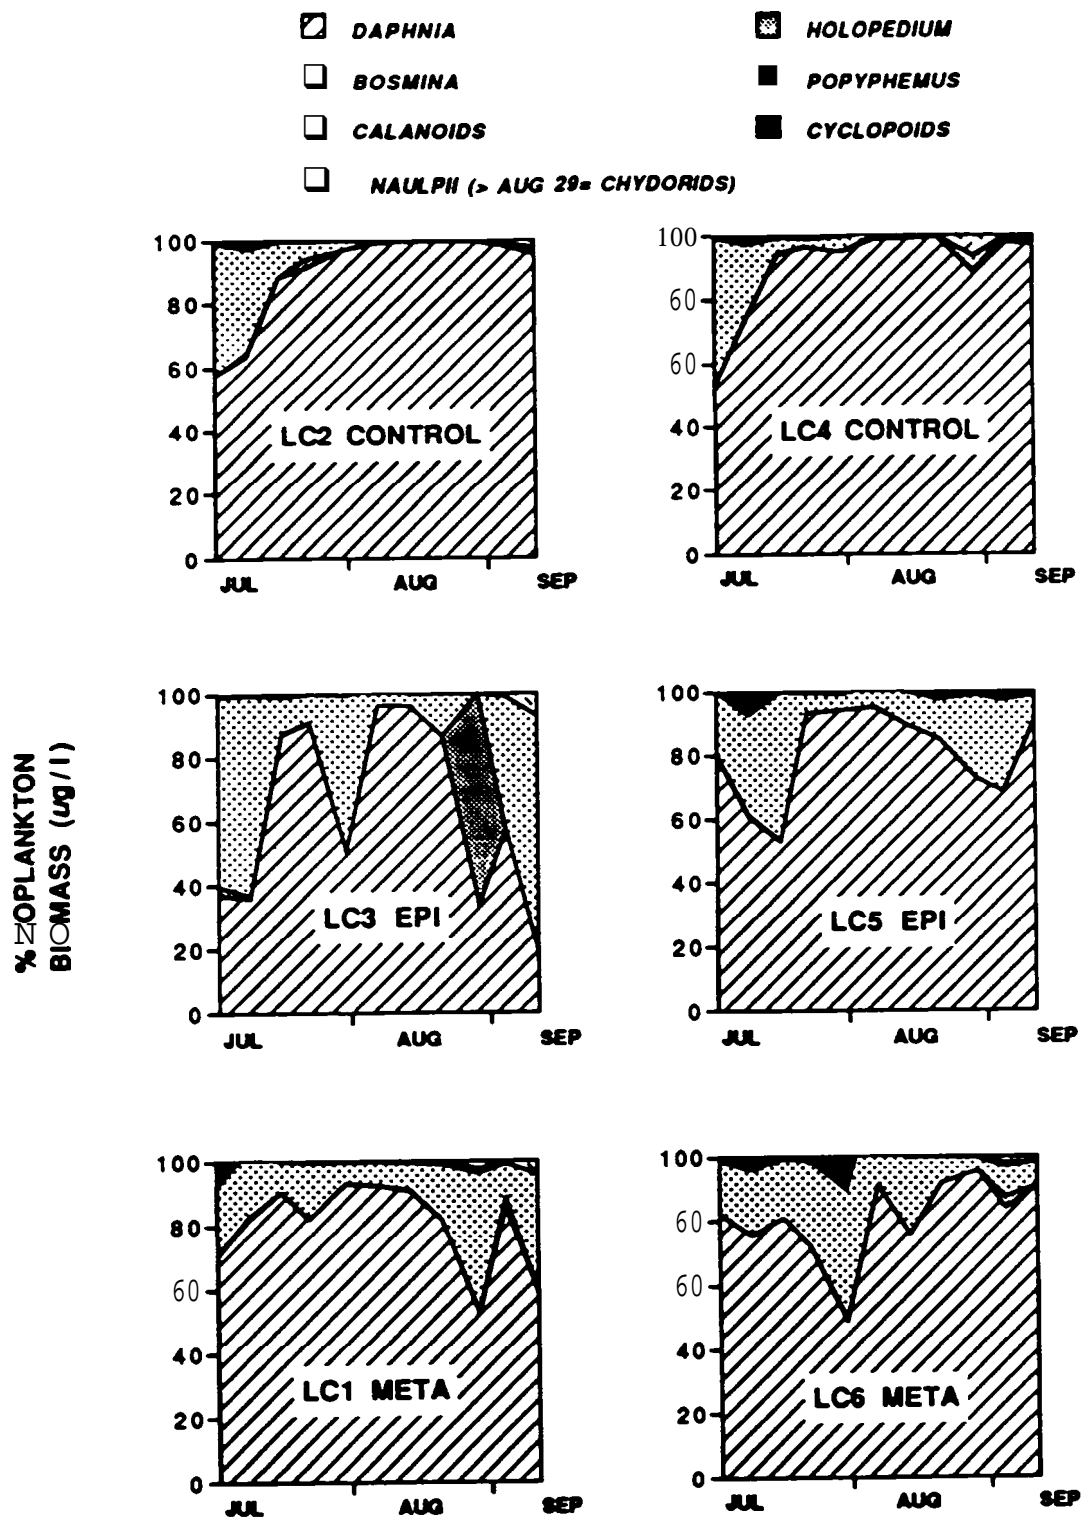 DAPHNIA
HOLOPEDIUM
BOSMINA
POPYPHEMUS
CALANOIDS
CYCLOPOIDS
NAULPII (> AUG 29= CHYDORIDS)
% ZOPLANKTON
BIOMASS (ug/l)
100
80
60
40
20
0
LC2 CONTROL
JUL AUG SEP
100
60
60
40
20
0
LC4 CONTROL
JUL AUG SEP
100
80
60
40
20
0
LC3 EPI
JUL AUG SEP
100
80
60
40
20
0
LC5 EPI
JUL AUG SEP
100
80
60
40
20
0
LC1 META
JUL AUG SEP
100
60
60
40
20
0
LC6 META
JUL AUG SEP